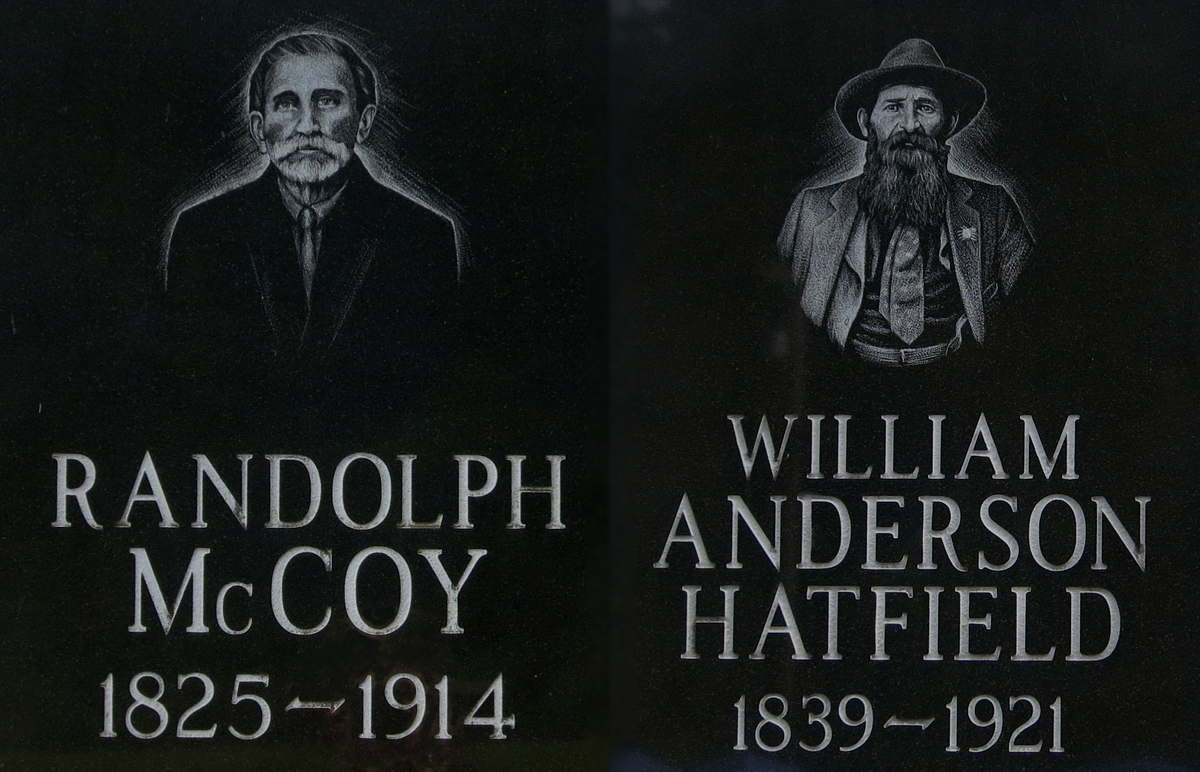 RANDOLPH
McCOY
1825–1914
WILLIAM
ANDERSON
HATFIELD
1839–1921